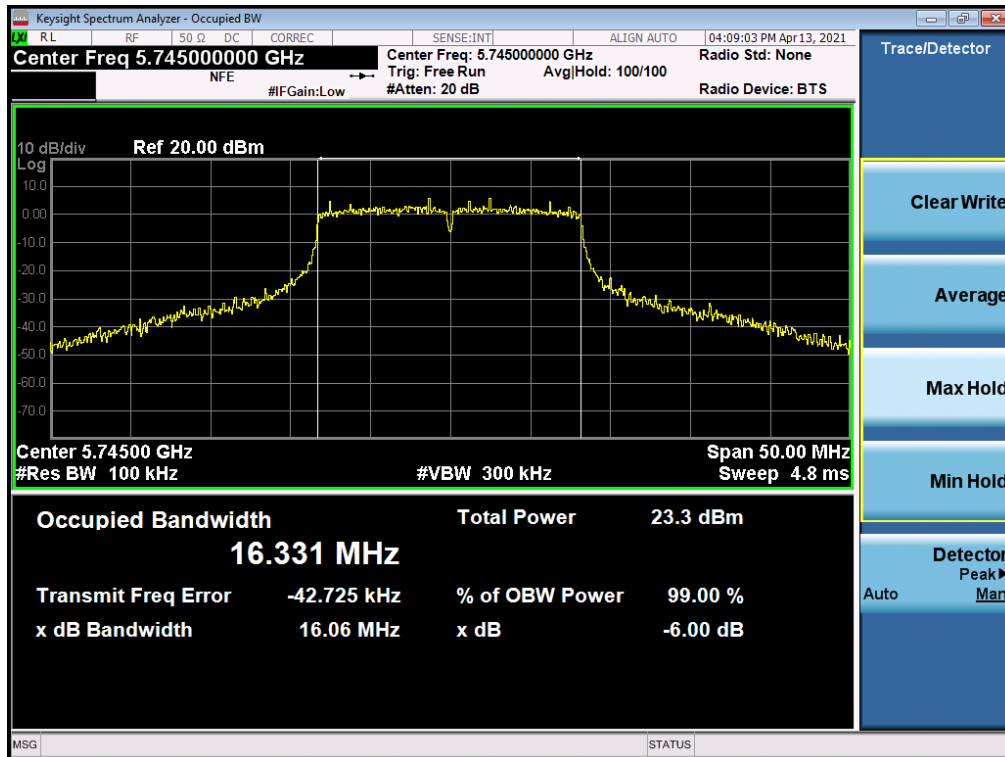 Keysight Spectrum Analyzer - Occupied BW
LXI RL RF 50 Ω DC CORREC SENSE:INT ALIGN AUTO 04:09:03 PM Apr 13, 2021
Center Freq 5.745000000 GHz
NFE
#IFGain:Low
Center Freq: 5.745000000 GHz
Trig: Free Run Avg|Hold: 100/100
#Atten: 20 dB
Radio Std: None
Radio Device: BTS
Trace/Detector
10 dB/div Ref 20.00 dBm
Log
10.0
0.00
-10.0
-20.0
-30.0
-40.0
-50.0
-60.0
-70.0
Center 5.74500 GHz Span 50.00 MHz
#Res BW 100 kHz #VBW 300 kHz Sweep 4.8 ms
Occupied Bandwidth Total Power 23.3 dBm
16.331 MHz
Transmit Freq Error -42.725 kHz % of OBW Power 99.00 %
x dB Bandwidth 16.06 MHz x dB -6.00 dB
Clear Write
Average
Max Hold
Min Hold
Detector
Peak▶
Auto Man
MSG STATUS